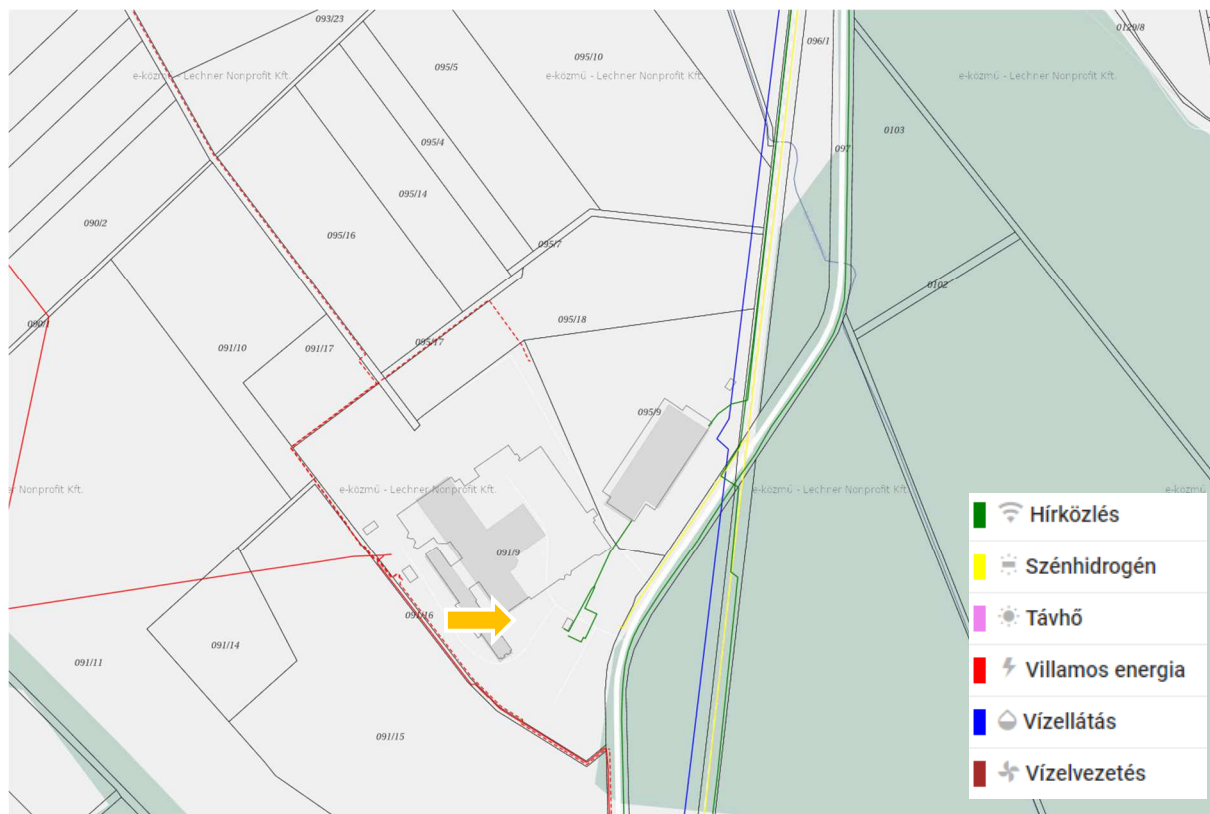 093/23
096/1
0129/8
095/10
095/5
e-közmű - Lechner Nonprofit Kft.
e-közmű - Lechner Nonprofit Kft.
e-közmű - Lechner Nonprofit Kft.
0103
095/4
097
095/14
090/2
095/16
095/7
0102
095/18
090/1
095/17
091/10
091/17
095/9
Nonprofit Kft.
e-közmű - Lechner Nonprofit Kft.
e-közmű - Lechner Nonprofit Kft.
e-közmű
Hírközlés
091/9
Szénhidrogén
091/16
Távhő
091/14
091/11
Villamos energia
Vízellátás
091/15
Vízelvezetés